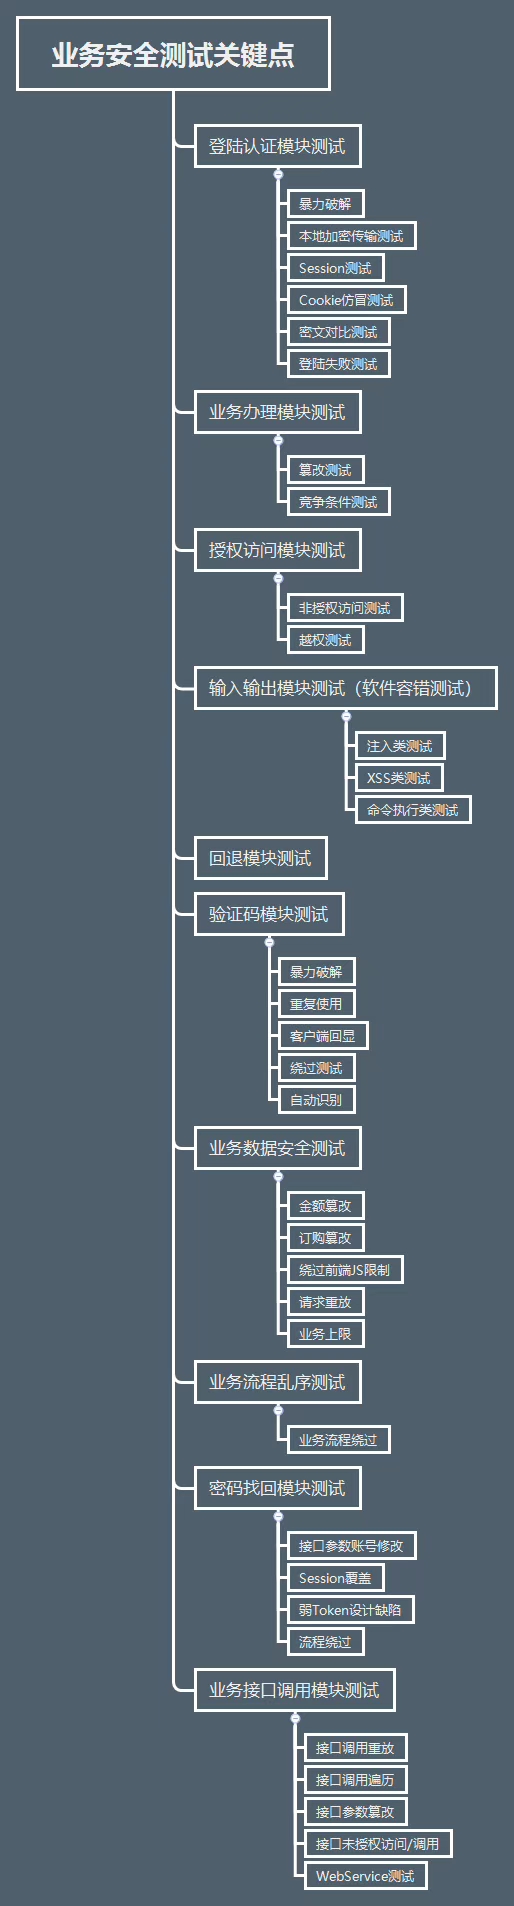 业务安全测试关键点
登陆认证模块测试
暴力破解
本地加密传输测试
Session测试
Cookie仿冒测试
密文对比测试
登陆失败测试
业务办理模块测试
篡改测试
竞争条件测试
授权访问模块测试
非授权访问测试
越权测试
输入输出模块测试（软件容错测试）
注入类测试
XSS类测试
命令执行类测试
回退模块测试
验证码模块测试
暴力破解
重复使用
客户端回显
绕过测试
自动识别
业务数据安全测试
金额篡改
订购篡改
绕过前端JS限制
请求重放
业务上限
业务流程乱序测试
业务流程绕过
密码找回模块测试
接口参数账号修改
Session覆盖
弱Token设计缺陷
流程绕过
业务接口调用模块测试
接口调用重放
接口调用遍历
接口参数篡改
接口未授权访问/调用
WebService测试